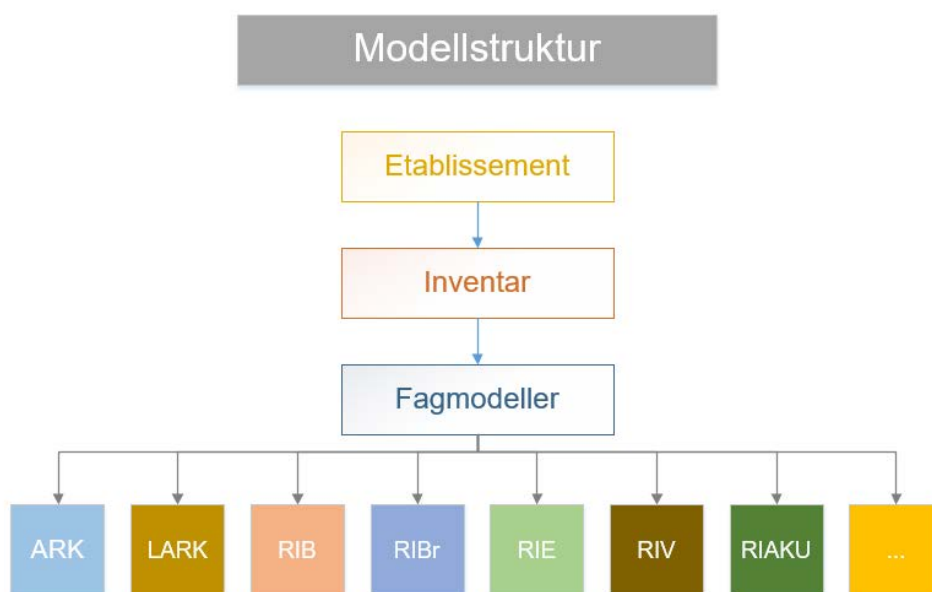 Modellstruktur
Etablissement
Inventar
Fagmodeller
ARK LARK RIB RIBr RIE RIV RIAKU ...